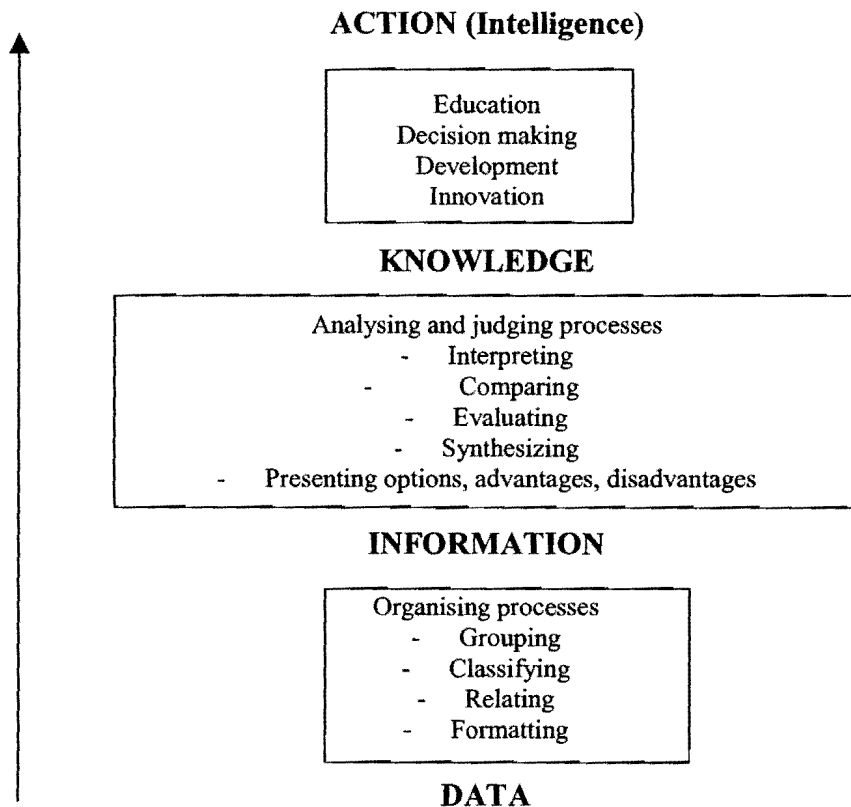 ACTION (Intelligence)
Education
Decision making
Development
Innovation
KNOWLEDGE
Analysing and judging processes
- Interpreting
- Comparing
- Evaluating
- Synthesizing
- Presenting options, advantages, disadvantages
INFORMATION
Organising processes
- Grouping
- Classifying
- Relating
- Formatting
DATA